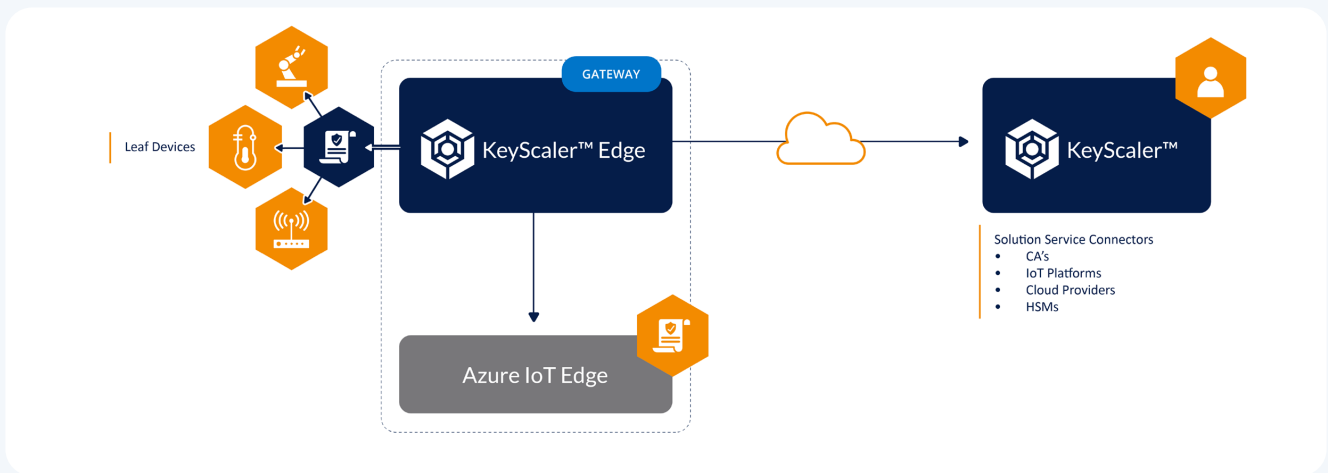 GATEWAY
Leaf Devices
KeyScaler™ Edge
KeyScaler™
Azure IoT Edge
Solution Service Connectors
• CA's
• IoT Platforms
• Cloud Providers
• HSMs